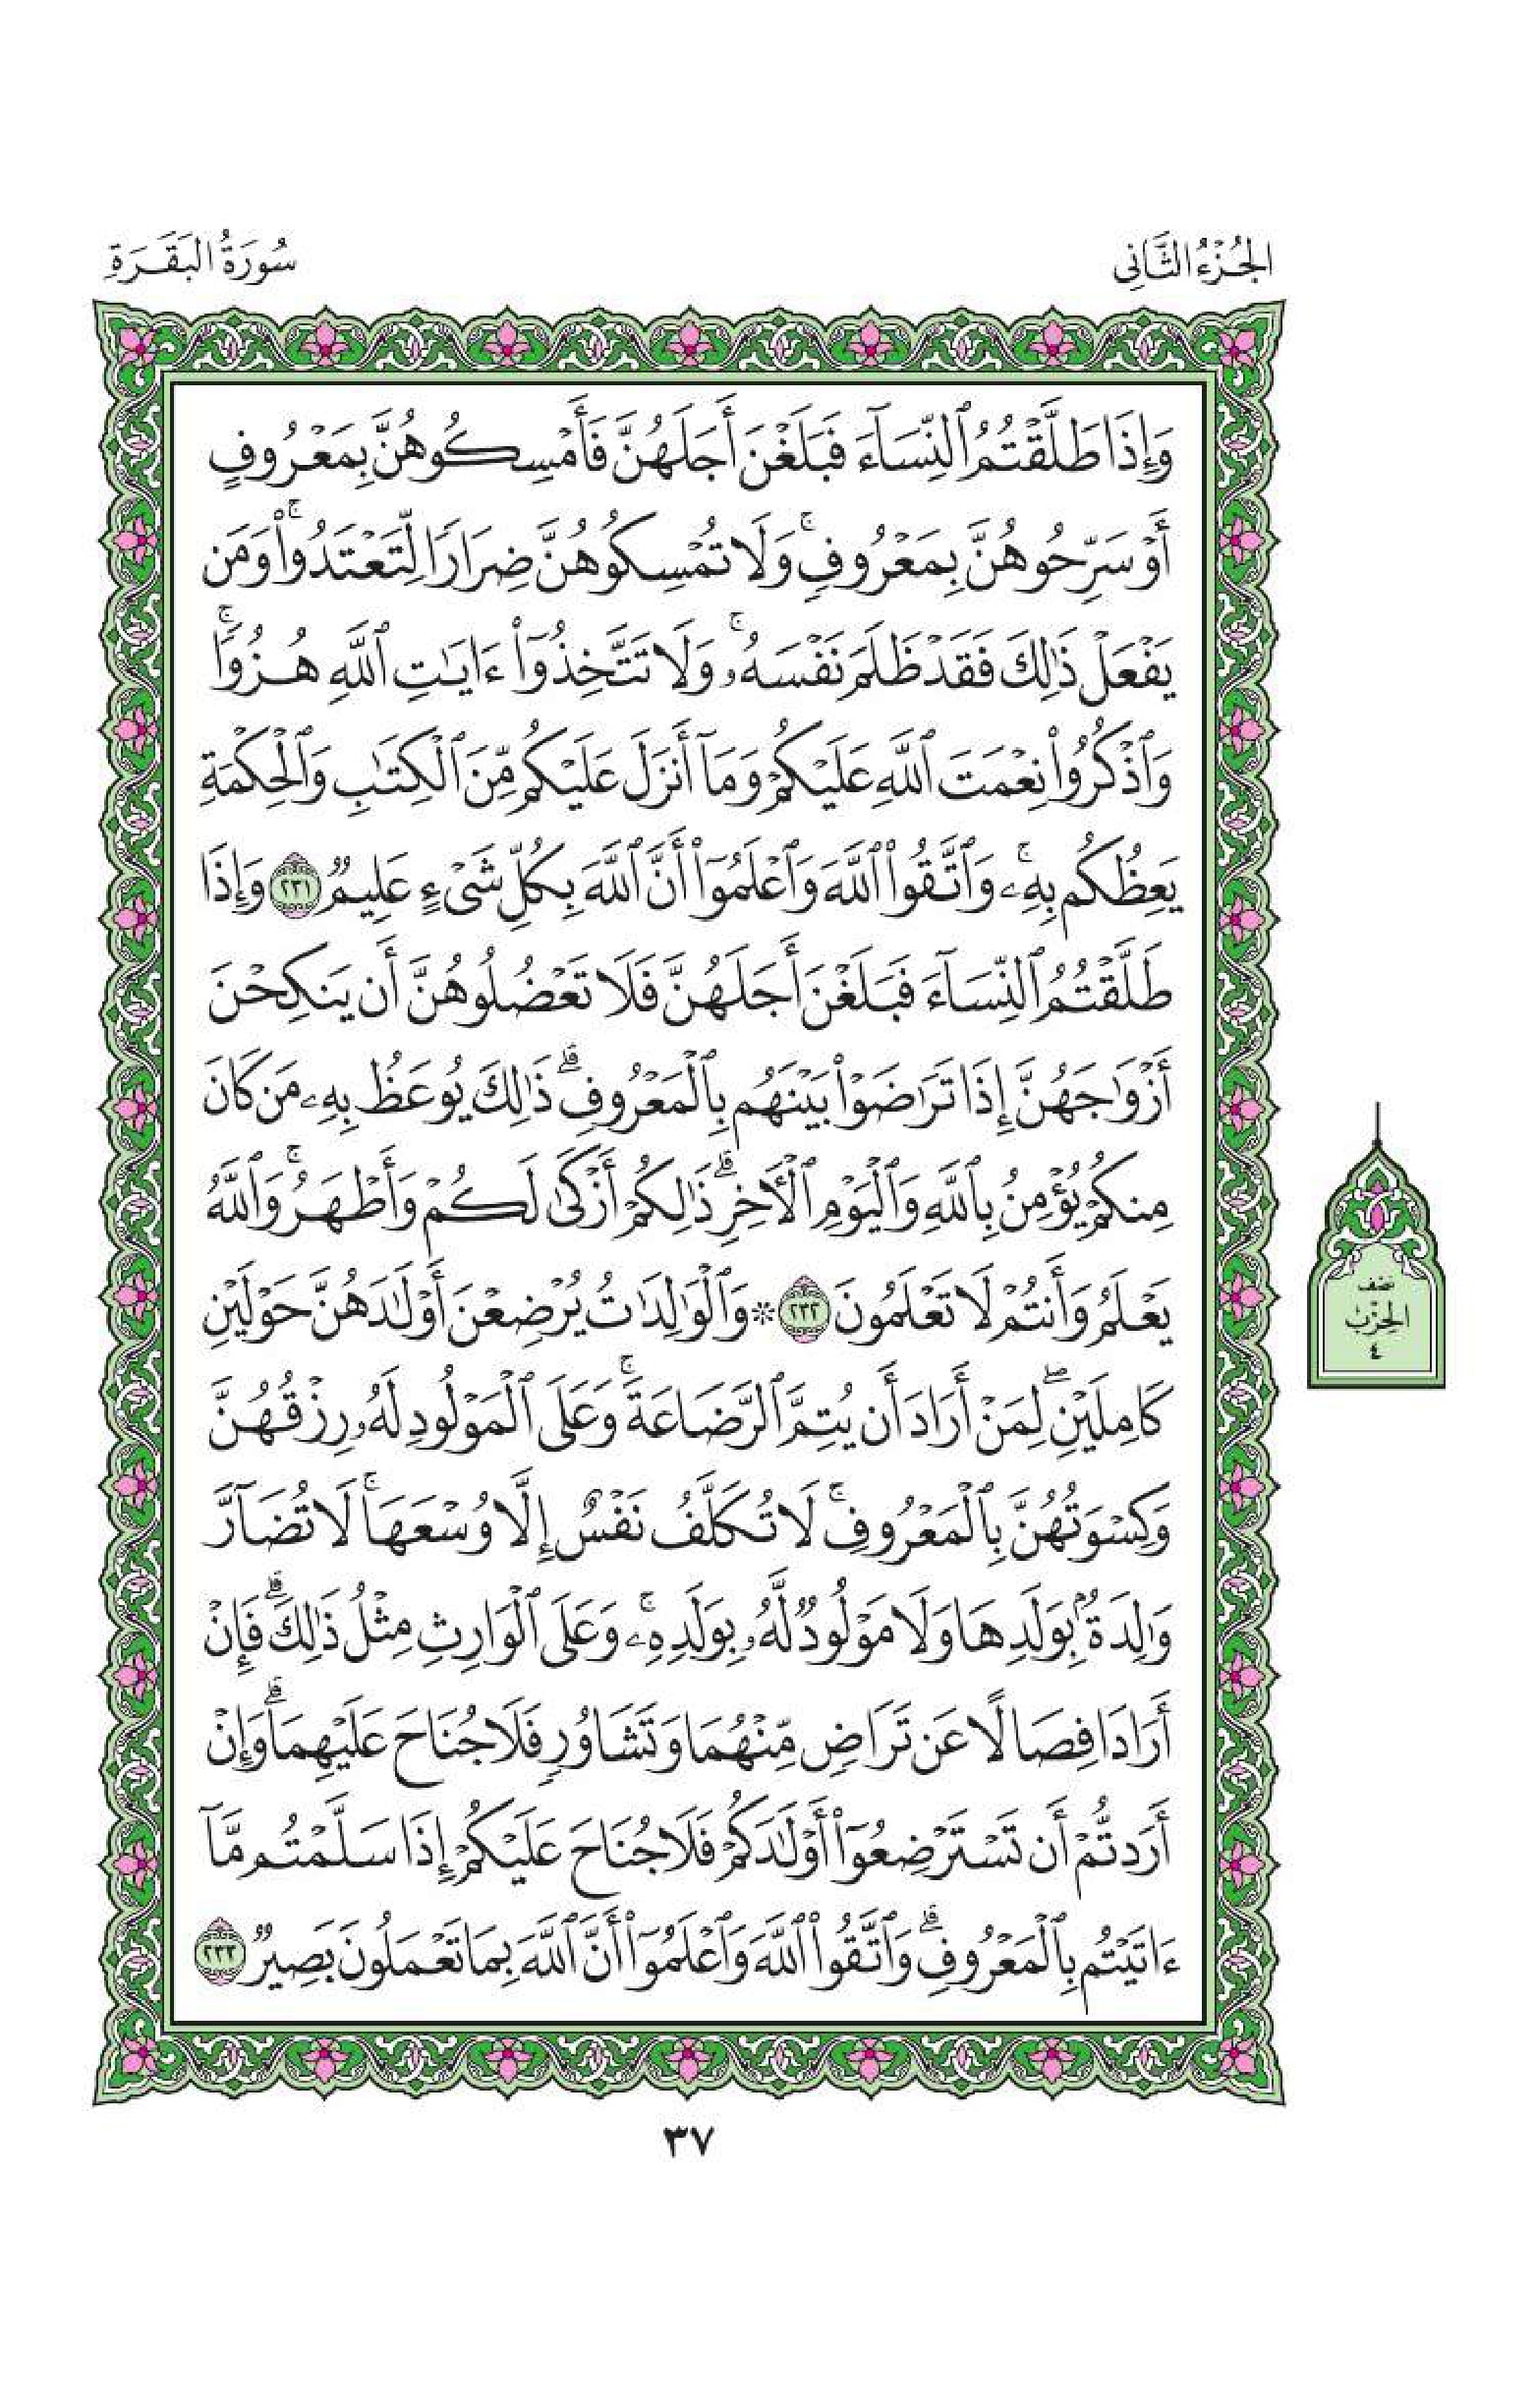 الجُزْءُ الثَّانِي
سُورَةُ البَقَرَةِ
وَإِذَا طَلَّقْتُمُ ٱلنِّسَآءَ فَبَلَغْنَ أَجَلَهُنَّ فَأَمْسِكُوهُنَّ بِمَعْرُوفٍ
أَوْ سَرِّحُوهُنَّ بِمَعْرُوفٍۚ وَلَا تُمْسِكُوهُنَّ ضِرَارًا لِّتَعْتَدُوا۟ۚ وَمَن
يَفْعَلْ ذَٰلِكَ فَقَدْ ظَلَمَ نَفْسَهُۥۚ وَلَا تَتَّخِذُوٓا۟ ءَايَٰتِ ٱللَّهِ هُزُوًاۚ
وَٱذْكُرُوا۟ نِعْمَتَ ٱللَّهِ عَلَيْكُمْ وَمَآ أَنزَلَ عَلَيْكُم مِّنَ ٱلْكِتَٰبِ وَٱلْحِكْمَةِ
يَعِظُكُم بِهِۦۚ وَٱتَّقُوا۟ ٱللَّهَ وَٱعْلَمُوٓا۟ أَنَّ ٱللَّهَ بِكُلِّ شَىْءٍ عَلِيمٌ ٢٣١ وَإِذَا
طَلَّقْتُمُ ٱلنِّسَآءَ فَبَلَغْنَ أَجَلَهُنَّ فَلَا تَعْضُلُوهُنَّ أَن يَنكِحْنَ
أَزْوَٰجَهُنَّ إِذَا تَرَٰضَوْا۟ بَيْنَهُم بِٱلْمَعْرُوفِۗ ذَٰلِكَ يُوعَظُ بِهِۦ مَن كَانَ
مِنكُمْ يُؤْمِنُ بِٱللَّهِ وَٱلْيَوْمِ ٱلْءَاخِرِۗ ذَٰلِكُمْ أَزْكَىٰ لَكُمْ وَأَطْهَرُۚ وَٱللَّهُ
يَعْلَمُ وَأَنتُمْ لَا تَعْلَمُونَ ٢٣٢ * وَٱلْوَٰلِدَٰتُ يُرْضِعْنَ أَوْلَٰدَهُنَّ حَوْلَيْنِ
كَامِلَيْنِۖ لِمَنْ أَرَادَ أَن يُتِمَّ ٱلرَّضَاعَةَۚ وَعَلَى ٱلْمَوْلُودِ لَهُۥ رِزْقُهُنَّ
وَكِسْوَتُهُنَّ بِٱلْمَعْرُوفِۚ لَا تُكَلَّفُ نَفْسٌ إِلَّا وُسْعَهَاۚ لَا تُضَآرَّ
وَٰلِدَةٌۢ بِوَلَدِهَا وَلَا مَوْلُودٌ لَّهُۥ بِوَلَدِهِۦۚ وَعَلَى ٱلْوَارِثِ مِثْلُ ذَٰلِكَۗ فَإِنْ
أَرَادَا فِصَالًا عَن تَرَاضٍ مِّنْهُمَا وَتَشَاوُرٍ فَلَا جُنَاحَ عَلَيْهِمَاۗ وَإِنْ
أَرَدتُّمْ أَن تَسْتَرْضِعُوٓا۟ أَوْلَٰدَكُمْ فَلَا جُنَاحَ عَلَيْكُمْ إِذَا سَلَّمْتُم مَّآ
ءَاتَيْتُم بِٱلْمَعْرُوفِۗ وَٱتَّقُوا۟ ٱللَّهَ وَٱعْلَمُوٓا۟ أَنَّ ٱللَّهَ بِمَا تَعْمَلُونَ بَصِيرٌ ٢٣٣
نصف
الحِزْب
٤
٣٧